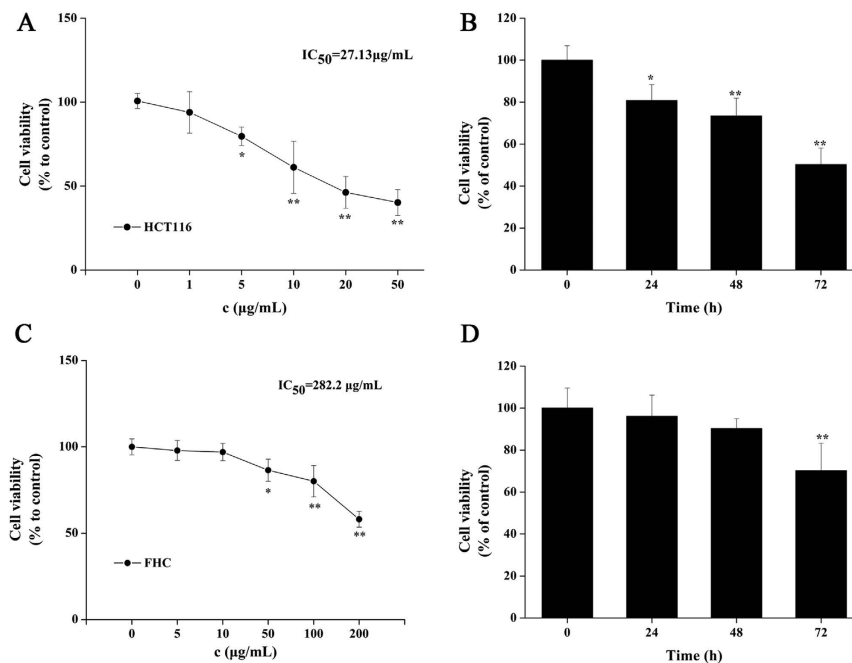 A
IC50=27.13µg/mL
Cell viability
(% to control)
150
100
50
0
*
**
**
**
HCT116
0 1 5 10 20 50
c (µg/mL)
B
Cell viability
(% of control)
120
100
80
60
40
20
0
*
**
**
0 24 48 72
Time (h)
C
IC50=282.2 µg/mL
Cell viability
(% to control)
150
100
50
0
*
**
**
FHC
0 5 10 50 100 200
c (µg/mL)
D
Cell viability
(% of control)
120
100
80
60
40
20
0
**
0 24 48 72
Time (h)